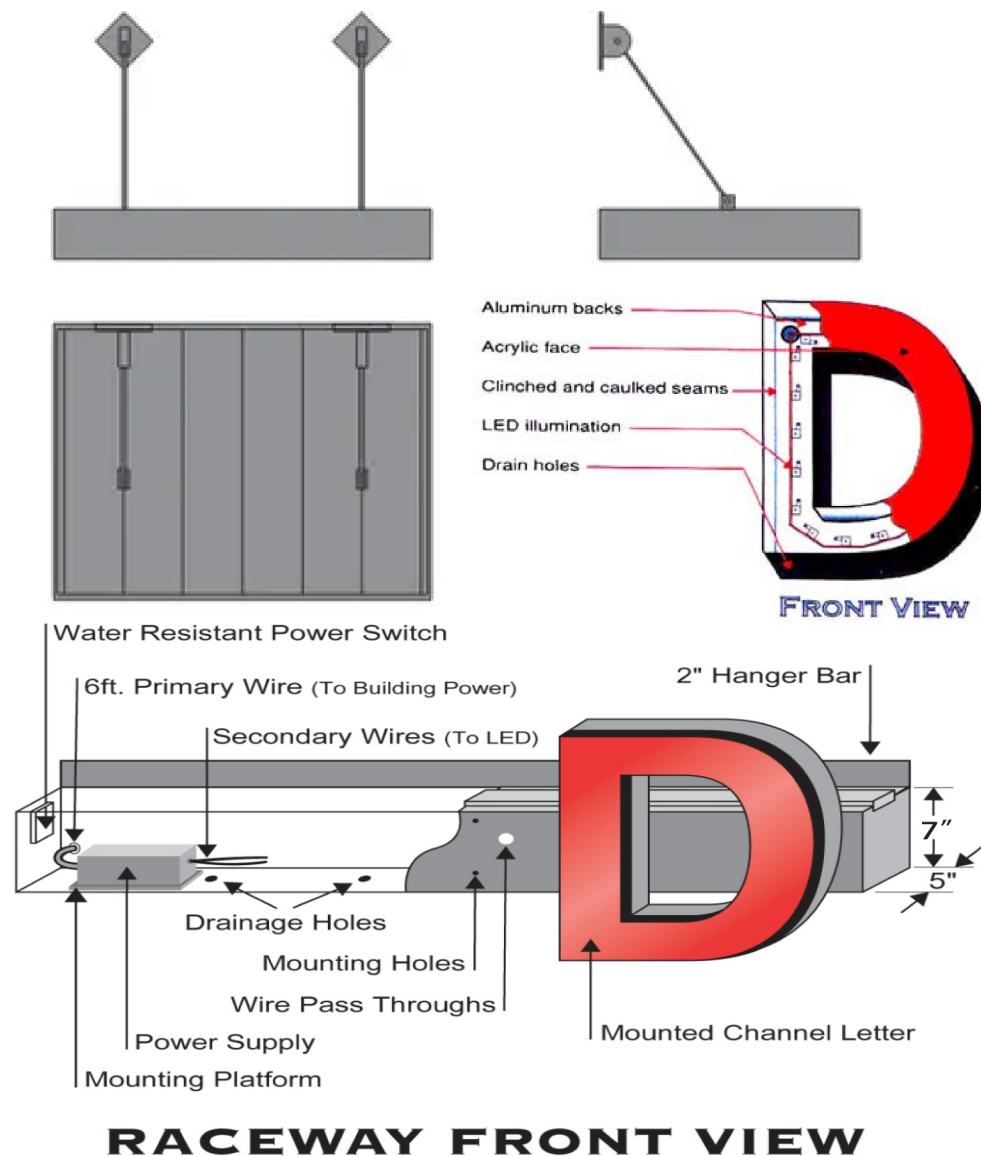 Aluminum backs
Acrylic face
Clinched and caulked seams
LED illumination
Drain holes
FRONT VIEW
Water Resistant Power Switch
6ft. Primary Wire (To Building Power)
2" Hanger Bar
Secondary Wires (To LED)
7"
5"
Drainage Holes
Mounting Holes
Wire Pass Throughs
Mounted Channel Letter
Power Supply
Mounting Platform
D
D
RACEWAY FRONT VIEW